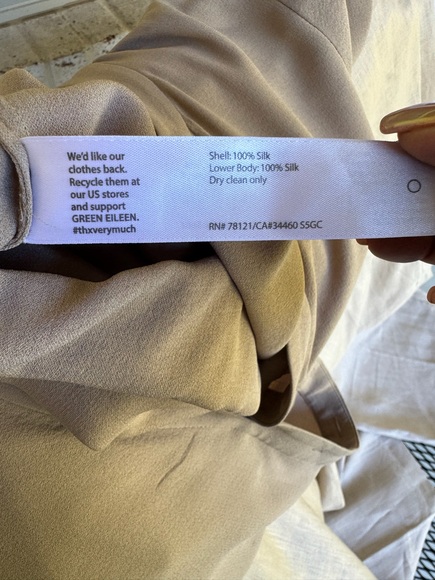 We'd like our
clothes back.
Recycle them at
our US stores
and support
GREEN EILEEN.
#thxverymuch
Shell: 100% Silk
Lower Body: 100% Silk
Dry clean only
RN# 78121/CA#34460 S5GC